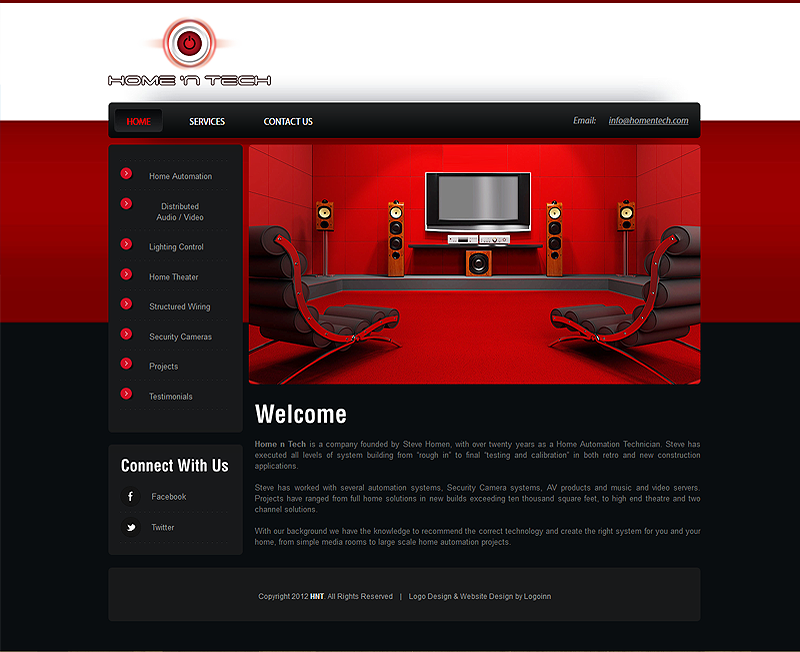 HOME 'N TECH
HOME
SERVICES
CONTACT US
Email: info@homentech.com
Home Automation
Distributed
Audio / Video
Lighting Control
Home Theater
Structured Wiring
Security Cameras
Projects
Testimonials
Connect With Us
Facebook
Twitter
Welcome
Home n Tech is a company founded by Steve Homen, with over twenty years as a Home Automation Technician. Steve has
executed all levels of system building from "rough in" to final "testing and calibration" in both retro and new construction
applications.
Steve has worked with several automation systems, Security Camera systems, AV products and music and video servers.
Projects have ranged from full home solutions in new builds exceeding ten thousand square feet, to high end theatre and two
channel solutions.
With our background we have the knowledge to recommend the correct technology and create the right system for you and your
home, from simple media rooms to large scale home automation projects.
Copyright 2012 HNT. All Rights Reserved | Logo Design & Website Design by Logoinn